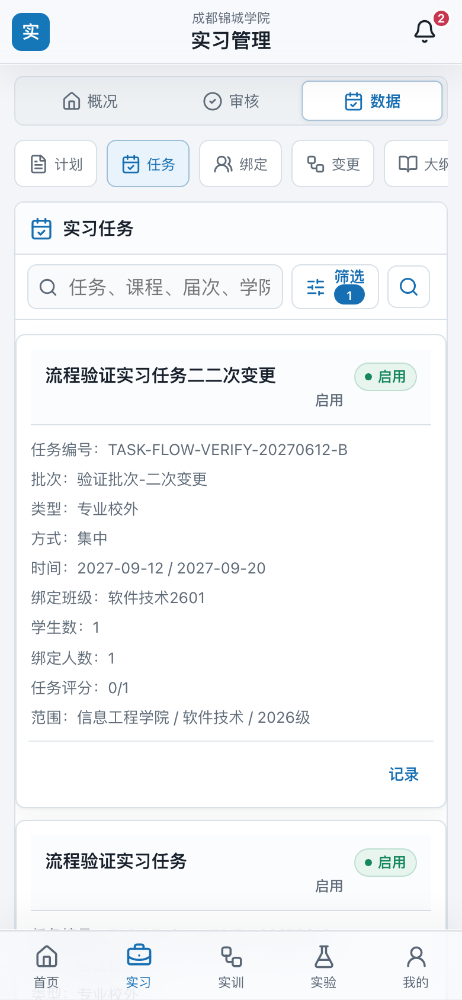 实
成都锦城学院
实习管理
2
概况
审核
数据
计划
任务
绑定
变更
大纲
实习任务
任务、课程、届次、学院
筛选
1
流程验证实习任务二二次变更
启用
启用
任务编号：TASK-FLOW-VERIFY-20270612-B
批次：验证批次-二次变更
类型：专业校外
方式：集中
时间：2027-09-12 / 2027-09-20
绑定班级：软件技术2601
学生数：1
绑定人数：1
任务评分：0/1
范围：信息工程学院 / 软件技术 / 2026级
记录
流程验证实习任务
启用
启用
类型：专业校外
首页
实习
实训
实验
我的